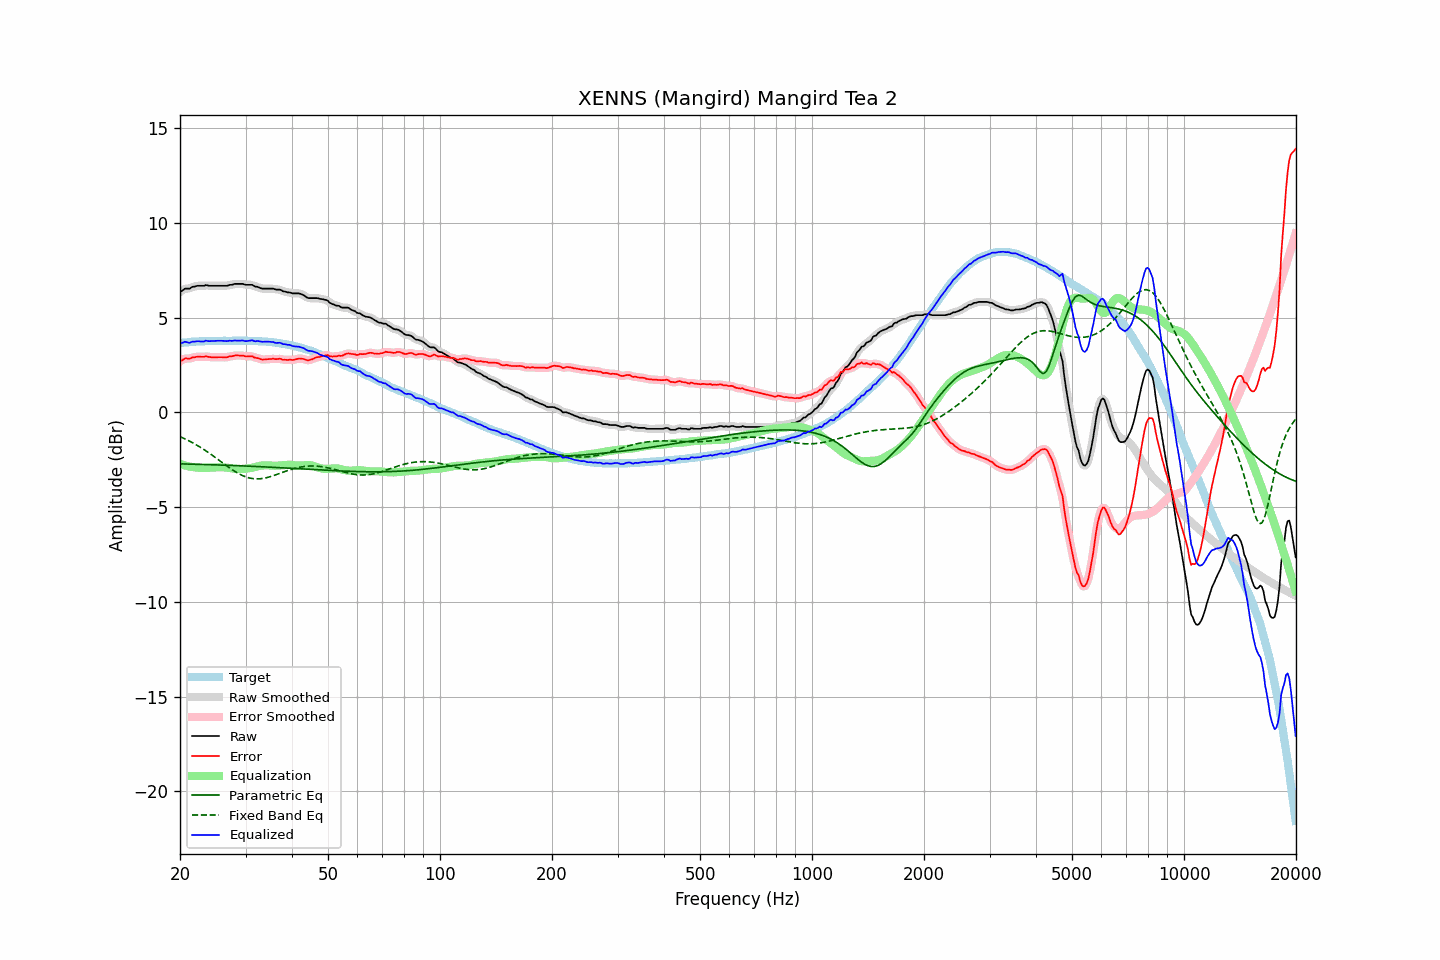 XENNS (Mangird) Mangird Tea 2
Amplitude (dBr)
15
10
5
0
−5
−10
−15
−20
Target
Raw Smoothed
Error Smoothed
Raw
Error
Equalization
Parametric Eq
Fixed Band Eq
Equalized
20 50 100 200 500 1000 2000 5000 10000 20000
Frequency (Hz)